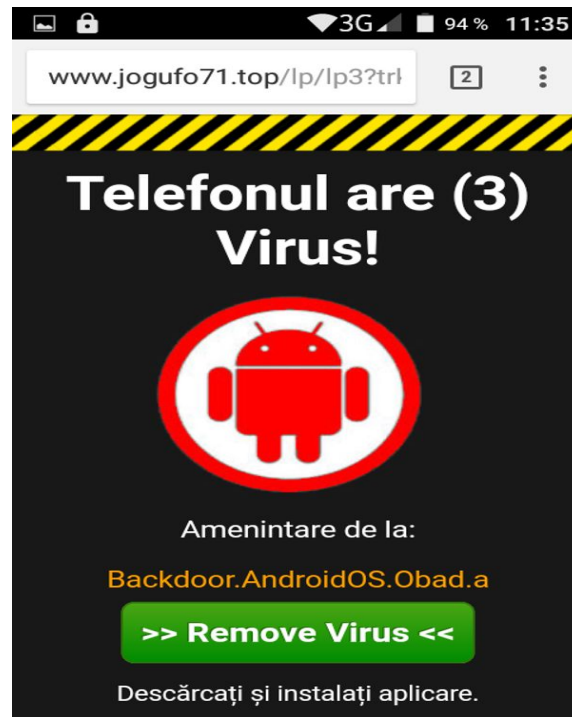 3G 94 % 11:35
www.jogufo71.top/lp/lp3?trk 2
Telefonul are (3)
Virus!
Amenintare de la:
Backdoor.AndroidOS.Obad.a
>> Remove Virus <<
Descărcați și instalați aplicare.